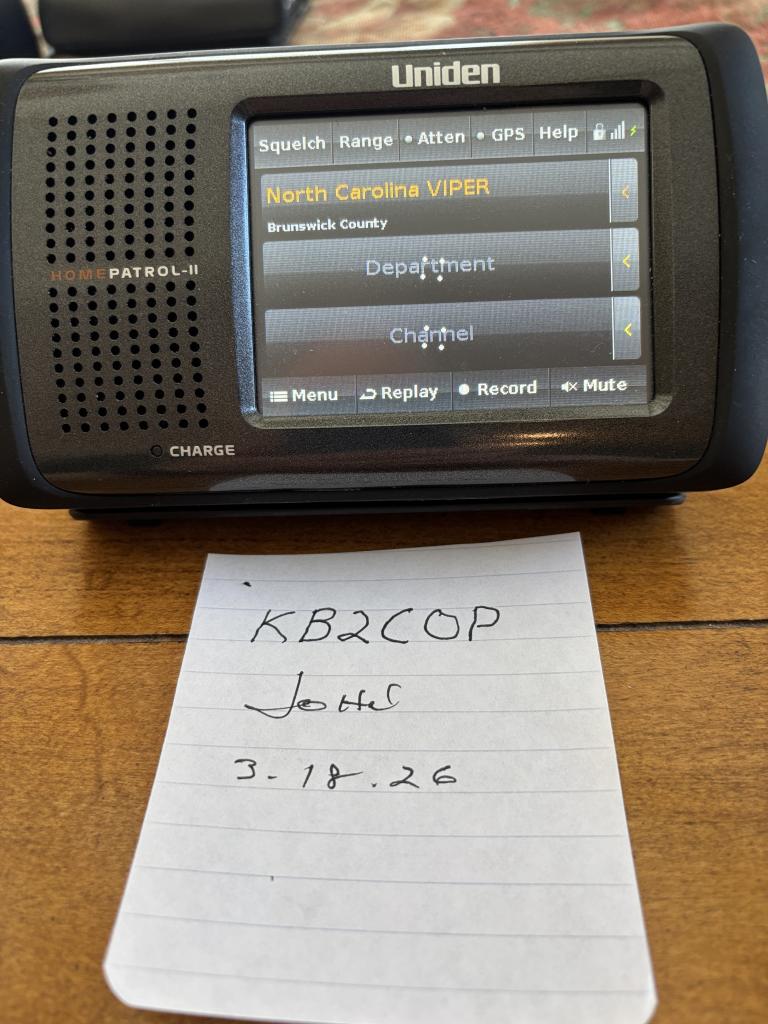 Uniden
Squelch Range • Atten • GPS Help
North Carolina VIPER
Brunswick County
Department
HOMEPATROL-II
Channel
Menu Replay Record Mute
CHARGE
KB2COP
John
3-18.26